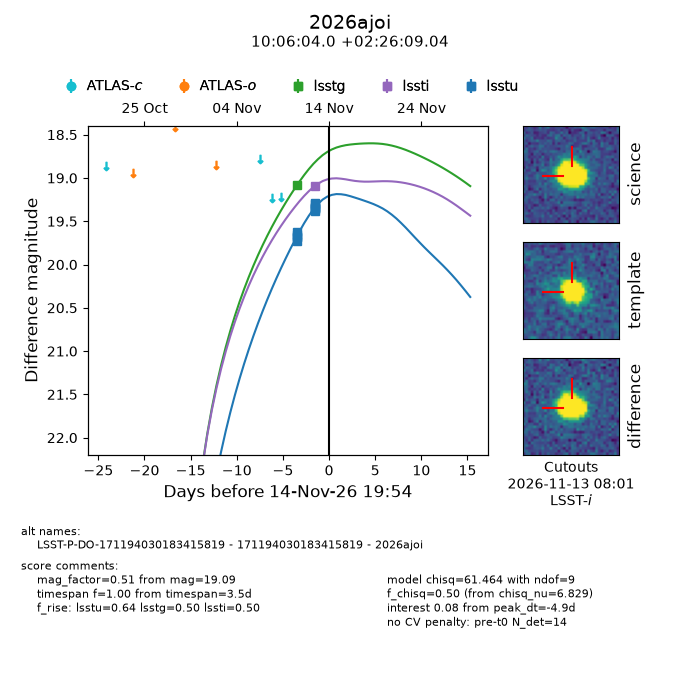 2026ajoi
10:06:04.0 +02:26:09.04
ATLAS-c
ATLAS-o
lsstg
lssti
lsstu
25 Oct
04 Nov
14 Nov
24 Nov
18.5
19.0
19.5
20.0
20.5
21.0
21.5
22.0
Difference magnitude
−25
−20
−15
−10
−5
0
5
10
15
Days before 14-Nov-26 19:54
science
template
difference
Cutouts
2026-11-13 08:01
LSST-i
alt names:
LSST-P-DO-171194030183415819 - 171194030183415819 - 2026ajoi
score comments:
mag_factor=0.51 from mag=19.09
timespan f=1.00 from timespan=3.5d
f_rise: lsstu=0.64 lsstg=0.50 lssti=0.50
model chisq=61.464 with ndof=9
f_chisq=0.50 (from chisq_nu=6.829)
interest 0.08 from peak_dt=-4.9d
no CV penalty: pre-t0 N_det=14